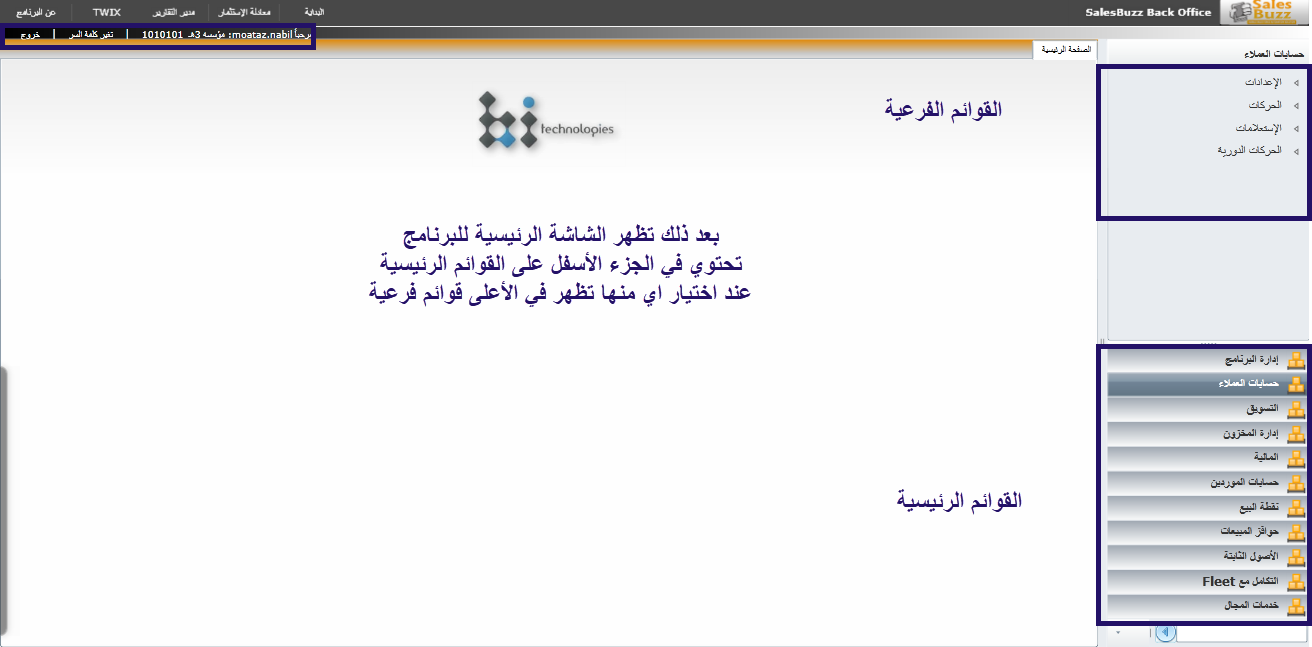 SalesBuzz Back Office
Sales Buzz
البداية
معادلة الإستثمار
مدير التقارير
TWIX
عن البرنامج
مرحباً moataz.nabil: مؤسسة 3هـ 1010101 | تغير كلمة السر | خروج
الصفحة الرئيسية
حسابات العملاء
الإعدادات
الحركات
الإستعلامات
الحركات الدورية
القوائم الفرعية
bi technologies
بعد ذلك تظهر الشاشة الرئيسية للبرنامج
تحتوي في الجزء الأسفل على القوائم الرئيسية
عند اختيار اي منها تظهر في الأعلى قوائم فرعية
القوائم الرئيسية
إدارة البرنامج
حسابات العملاء
التسويق
إدارة المخزون
المالية
حسابات الموردين
نقطة البيع
حوافز المبيعات
الأصول الثابتة
التكامل مع Fleet
خدمات المجال